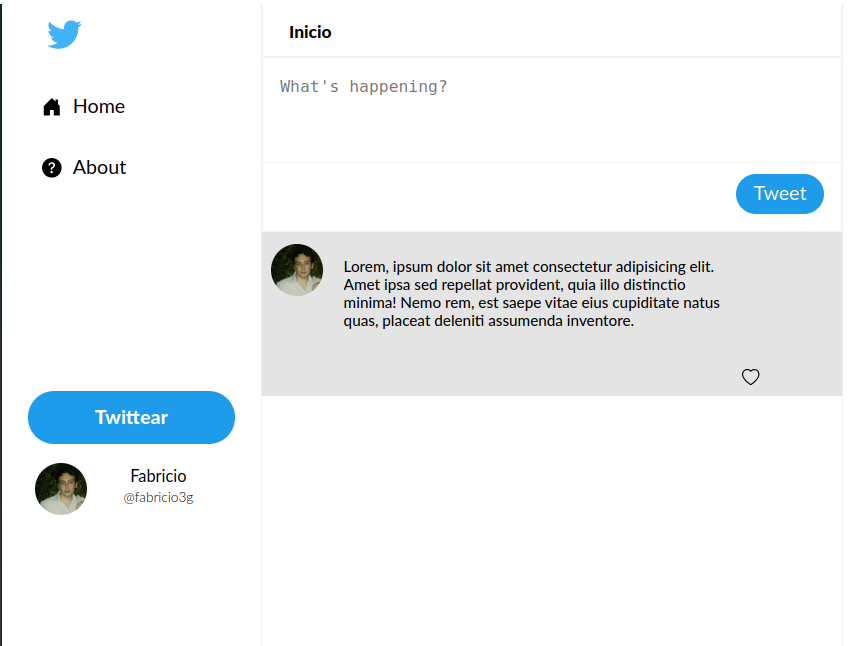 Home
? About
Twittear
Fabricio
@fabricio3g
Inicio
What's happening?
Tweet
Lorem, ipsum dolor sit amet consectetur adipisicing elit.
Amet ipsa sed repellat provident, quia illo distinctio
minima! Nemo rem, est saepe vitae eius cupiditate natus
quas, placeat deleniti assumenda inventore.